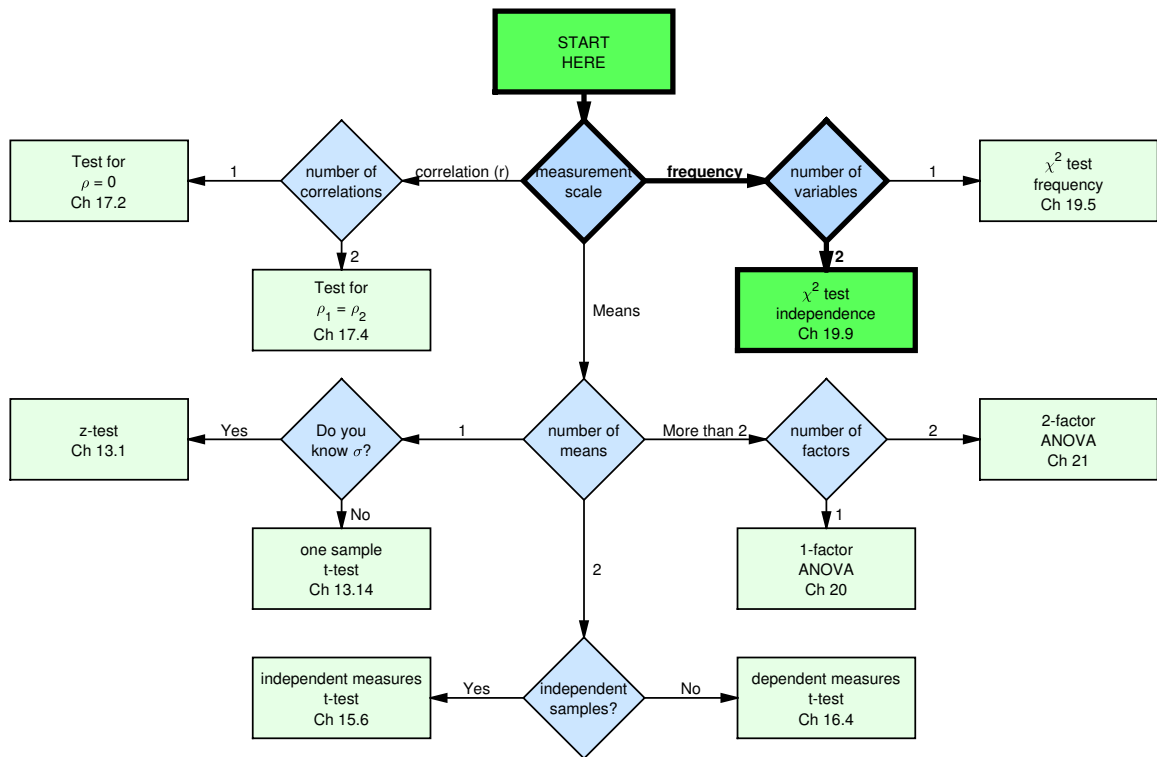 START
HERE
Test for
ρ = 0
Ch 17.2
1
number of
correlations
correlation (r)
measurement
scale
frequency
number of
variables
1
χ² test
frequency
Ch 19.5
2
Test for
ρ₁ = ρ₂
Ch 17.4
Means
2
χ² test
independence
Ch 19.9
z-test
Ch 13.1
Yes
Do you
know σ?
1
number of
means
More than 2
number of
factors
2
2-factor
ANOVA
Ch 21
No
one sample
t-test
Ch 13.14
2
1
1-factor
ANOVA
Ch 20
independent measures
t-test
Ch 15.6
Yes
independent
samples?
No
dependent measures
t-test
Ch 16.4